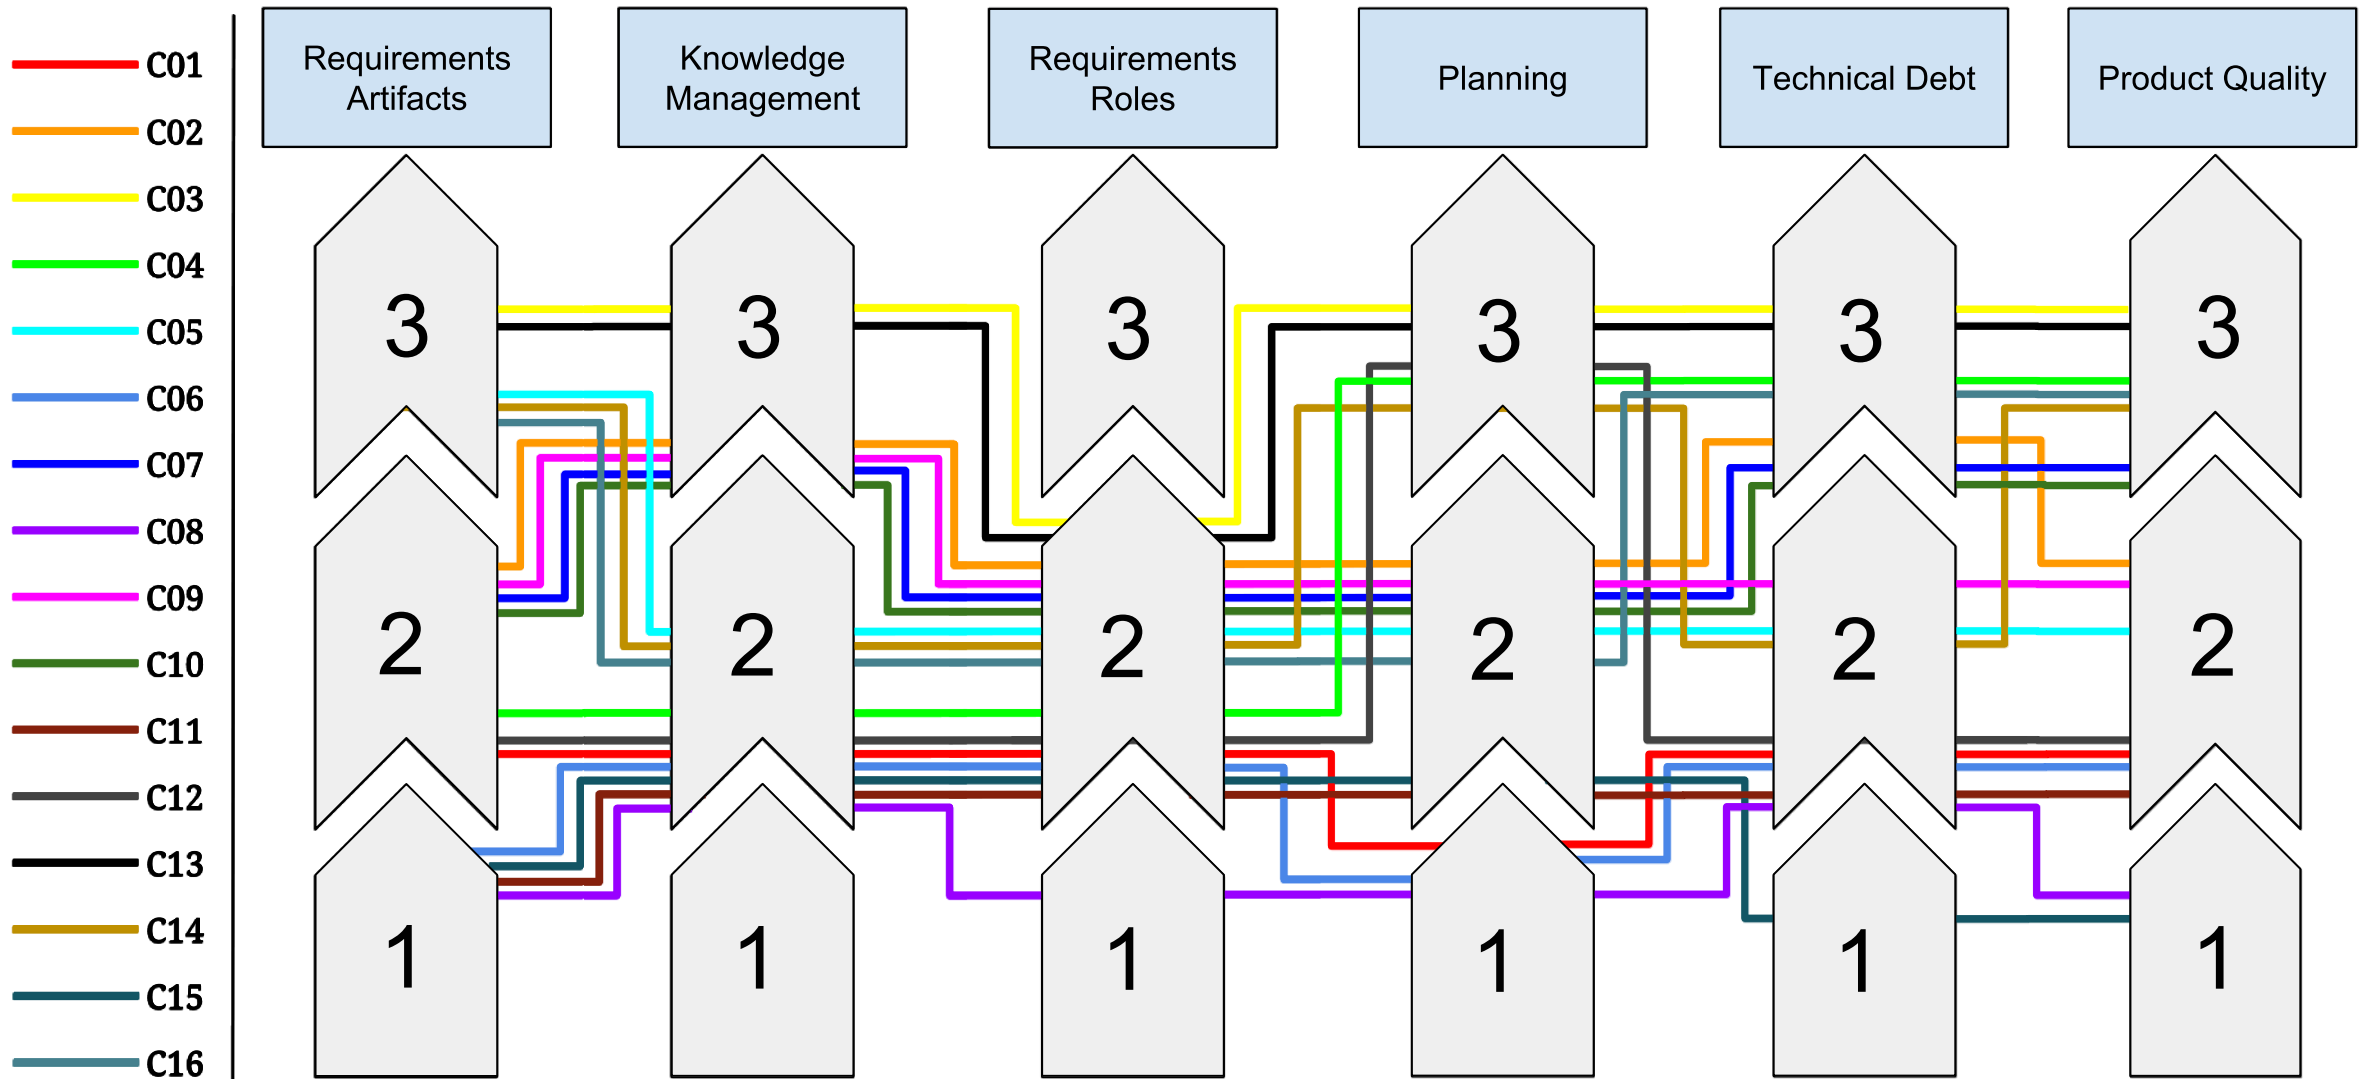 C01
C02
C03
C04
C05
C06
C07
C08
C09
C10
C11
C12
C13
C14
C15
C16
Requirements
Artifacts
Knowledge
Management
Requirements
Roles
Planning
Technical Debt
Product Quality
3 3 3 3 3 3
2 2 2 2 2 2
1 1 1 1 1 1